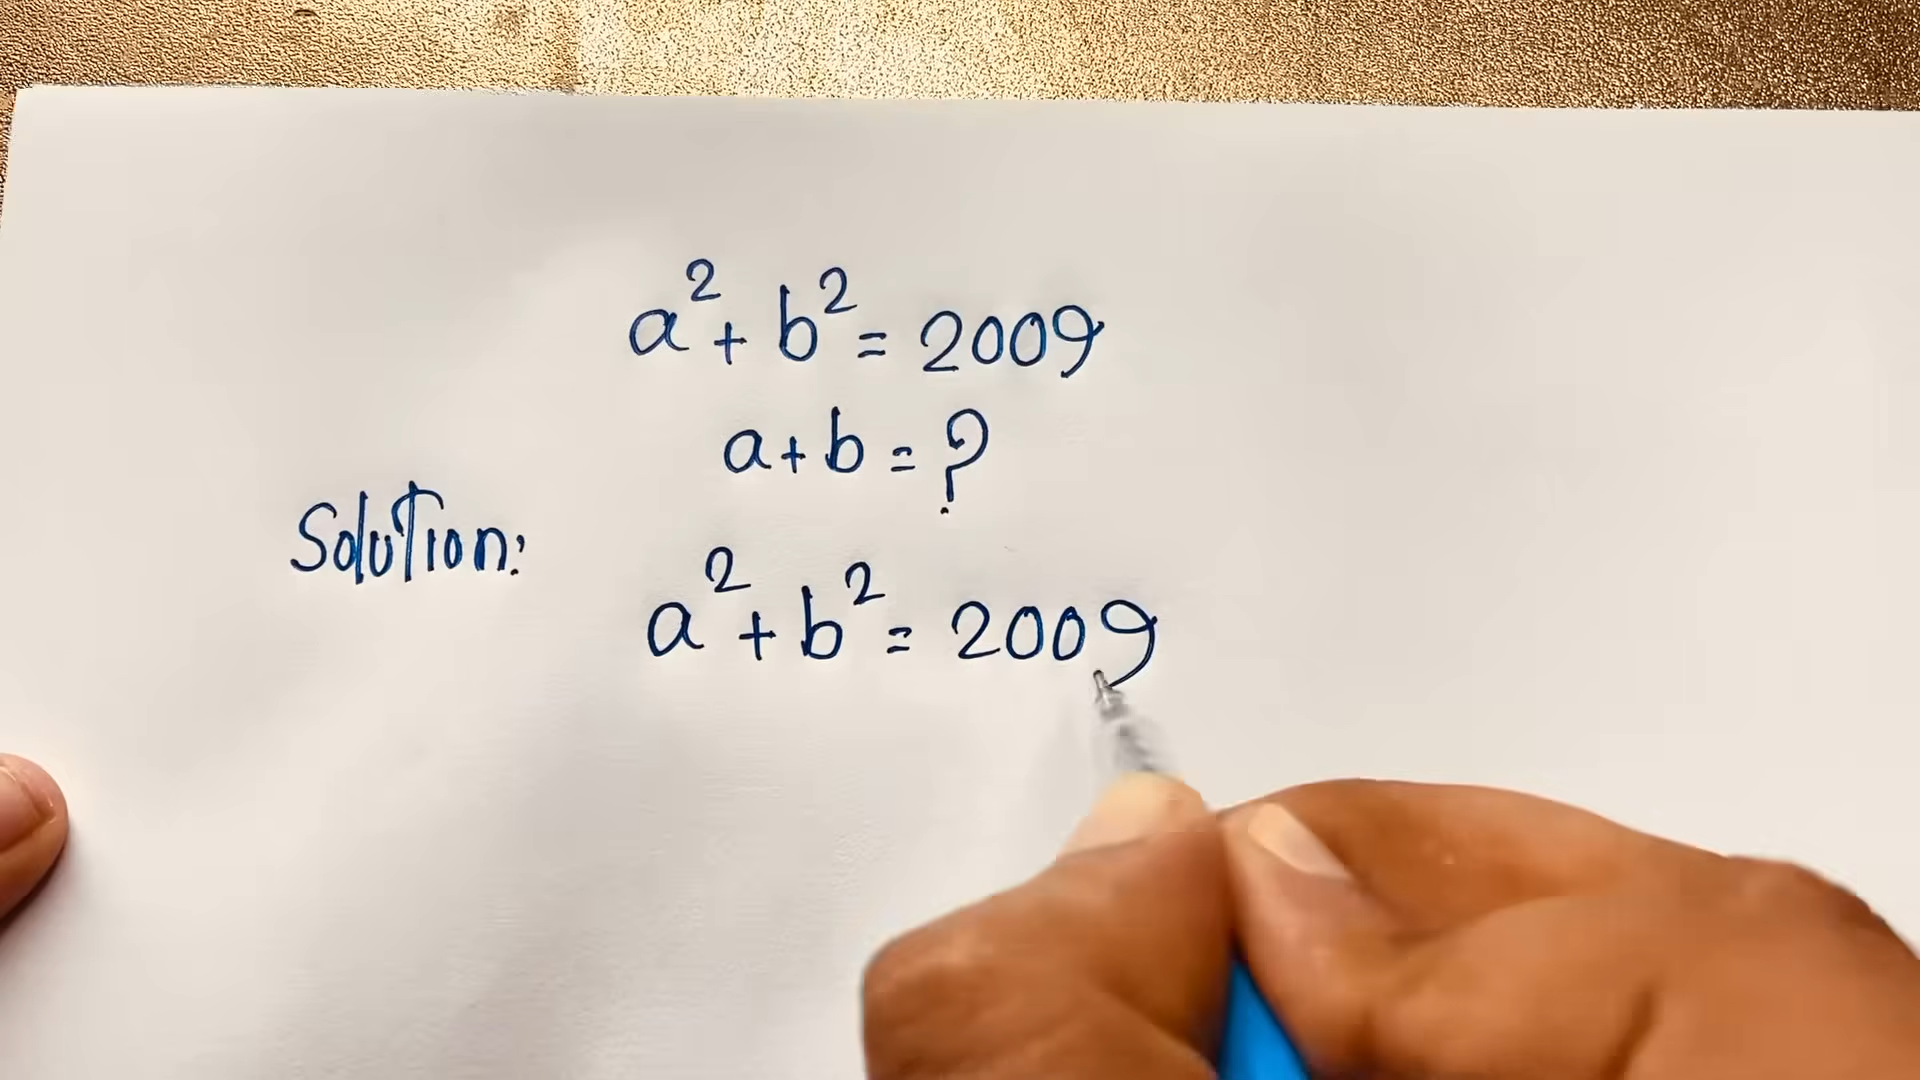 a² + b² = 2009
a + b = ?
Solution:
a² + b² = 2009